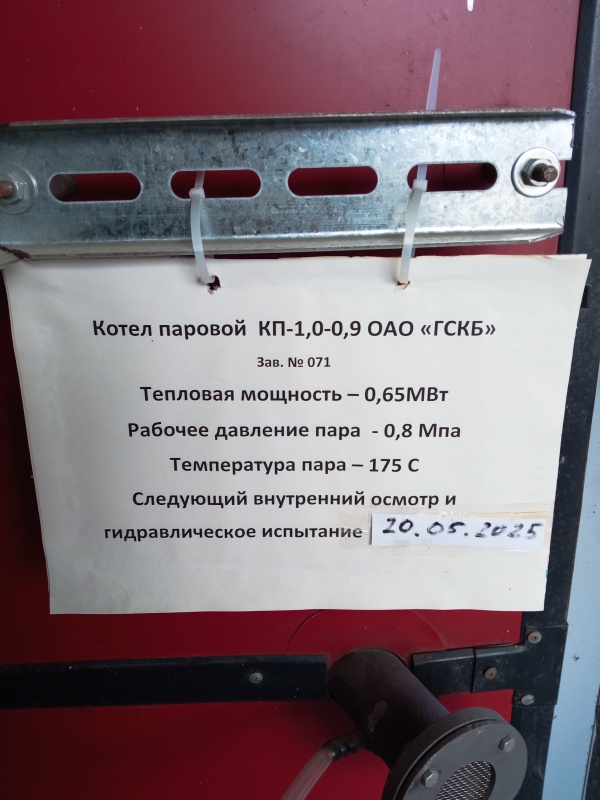 Котел паровой КП-1,0-0,9 ОАО «ГСКБ»
Зав. № 071
Тепловая мощность – 0,65МВт
Рабочее давление пара - 0,8 Мпа
Температура пара – 175 С
Следующий внутренний осмотр и
гидравлическое испытание 20.05.2025